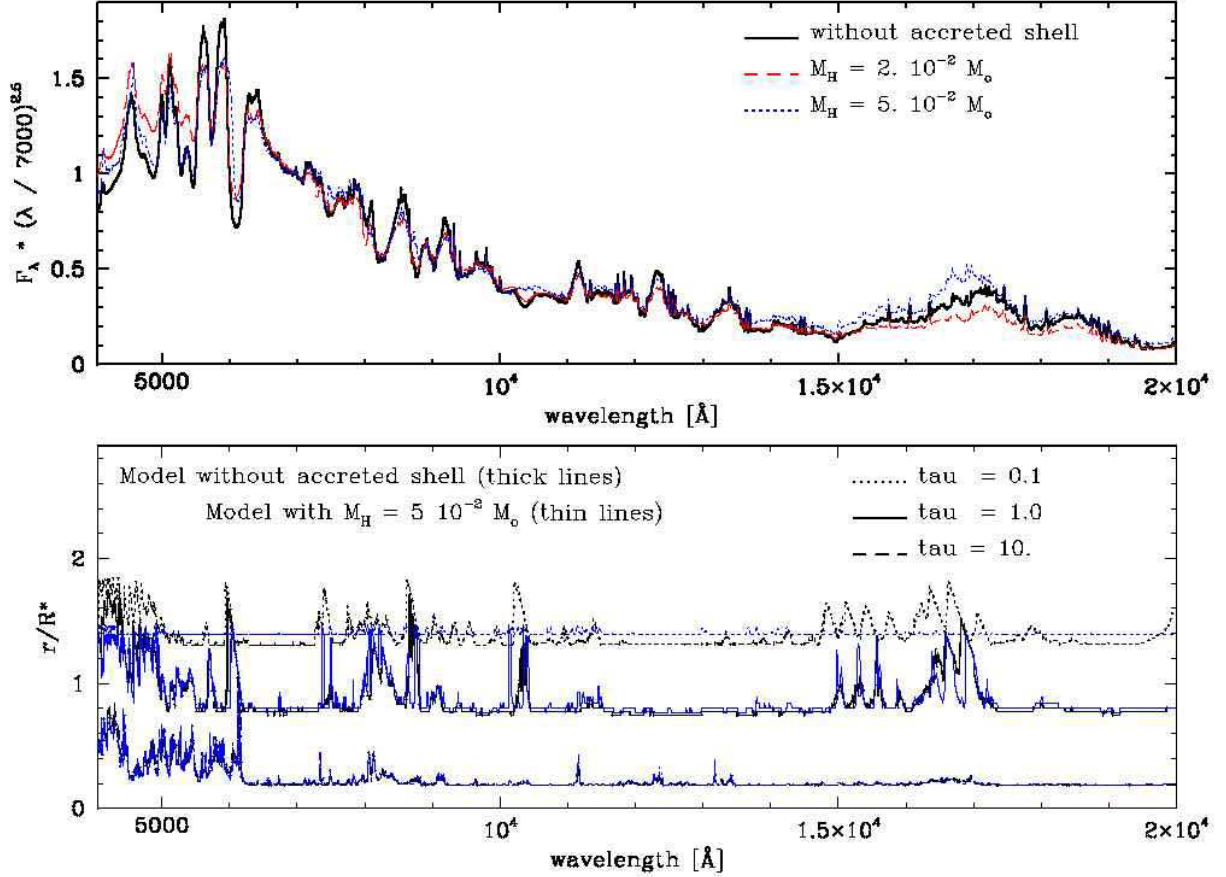 without accreted shell
M_H = 2. 10^-2 M_o
M_H = 5. 10^-2 M_o
1.5
1
0.5
0
F_λ * (λ / 7000)^2.5
5000
10^4
1.5×10^4
2×10^4
wavelength [Å]
Model without accreted shell (thick lines)
Model with M_H = 5 10^-2 M_o (thin lines)
tau = 0.1
tau = 1.0
tau = 10.
2
1
0
r/R*
5000
10^4
1.5×10^4
2×10^4
wavelength [Å]